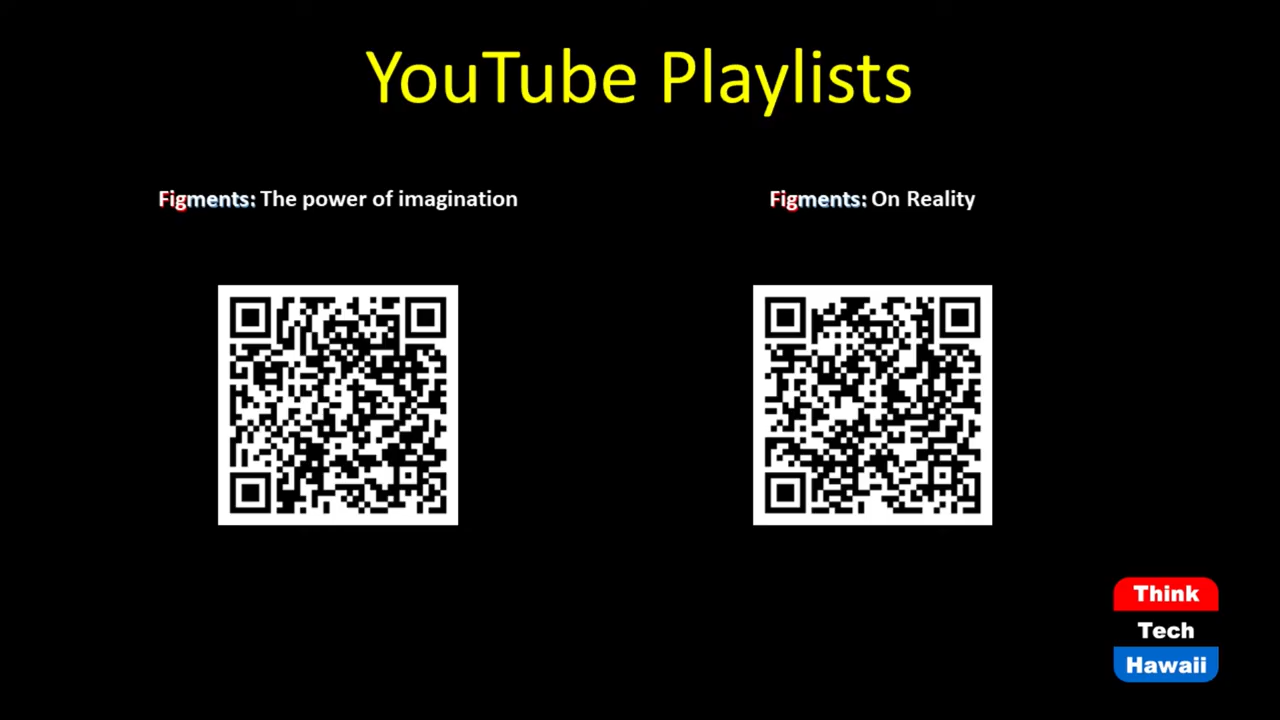 YouTube Playlists
Figments: The power of imagination
Figments: On Reality
Think
Tech
Hawaii